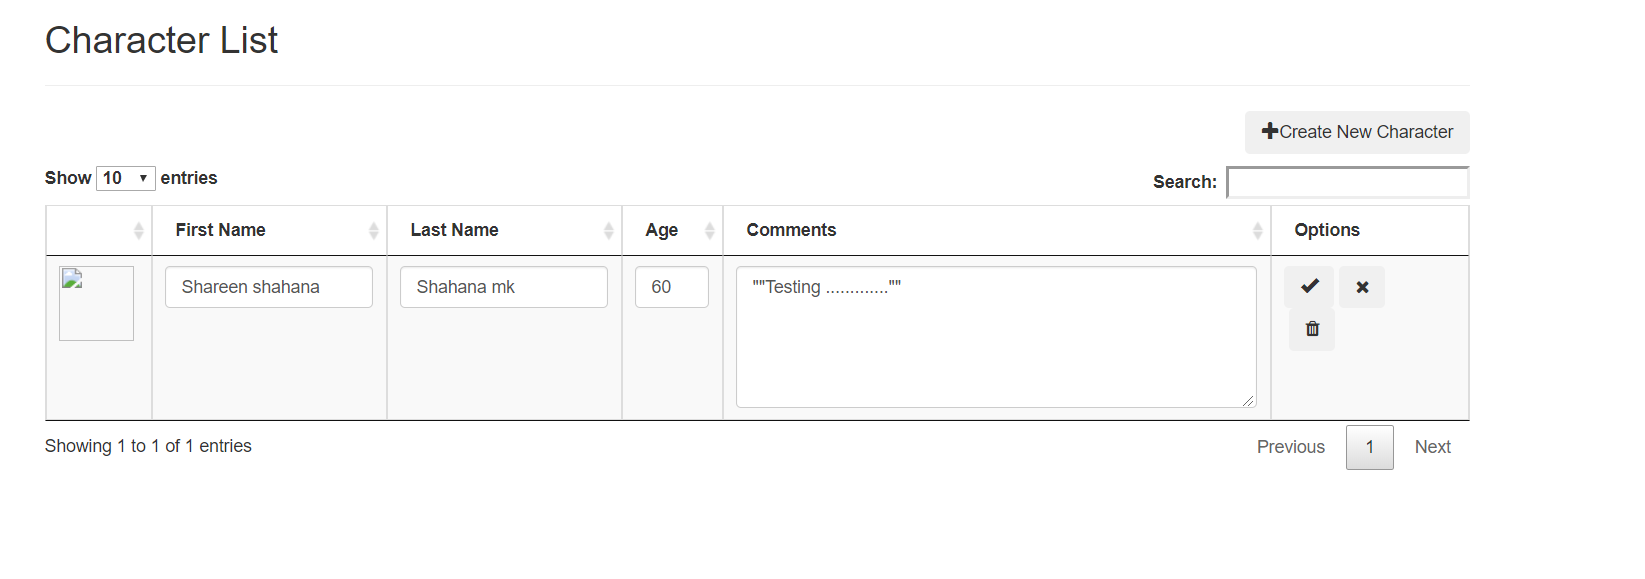 Character List
Create New Character
Show 10 entries
Search:
First Name Last Name Age Comments Options
Shareen shahana Shahana mk 60 ""Testing .............""
Showing 1 to 1 of 1 entries
Previous 1 Next